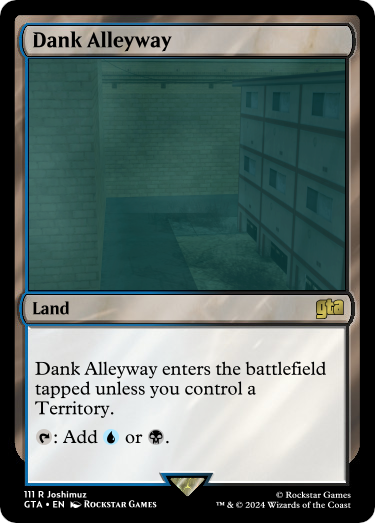 Dank Alleyway
Land
gta
Dank Alleyway enters the battlefield
tapped unless you control a
Territory.
: Add or .
111 R Joshimuz
GTA • EN Rockstar Games
© Rockstar Games
™ & © 2024 Wizards of the Coast